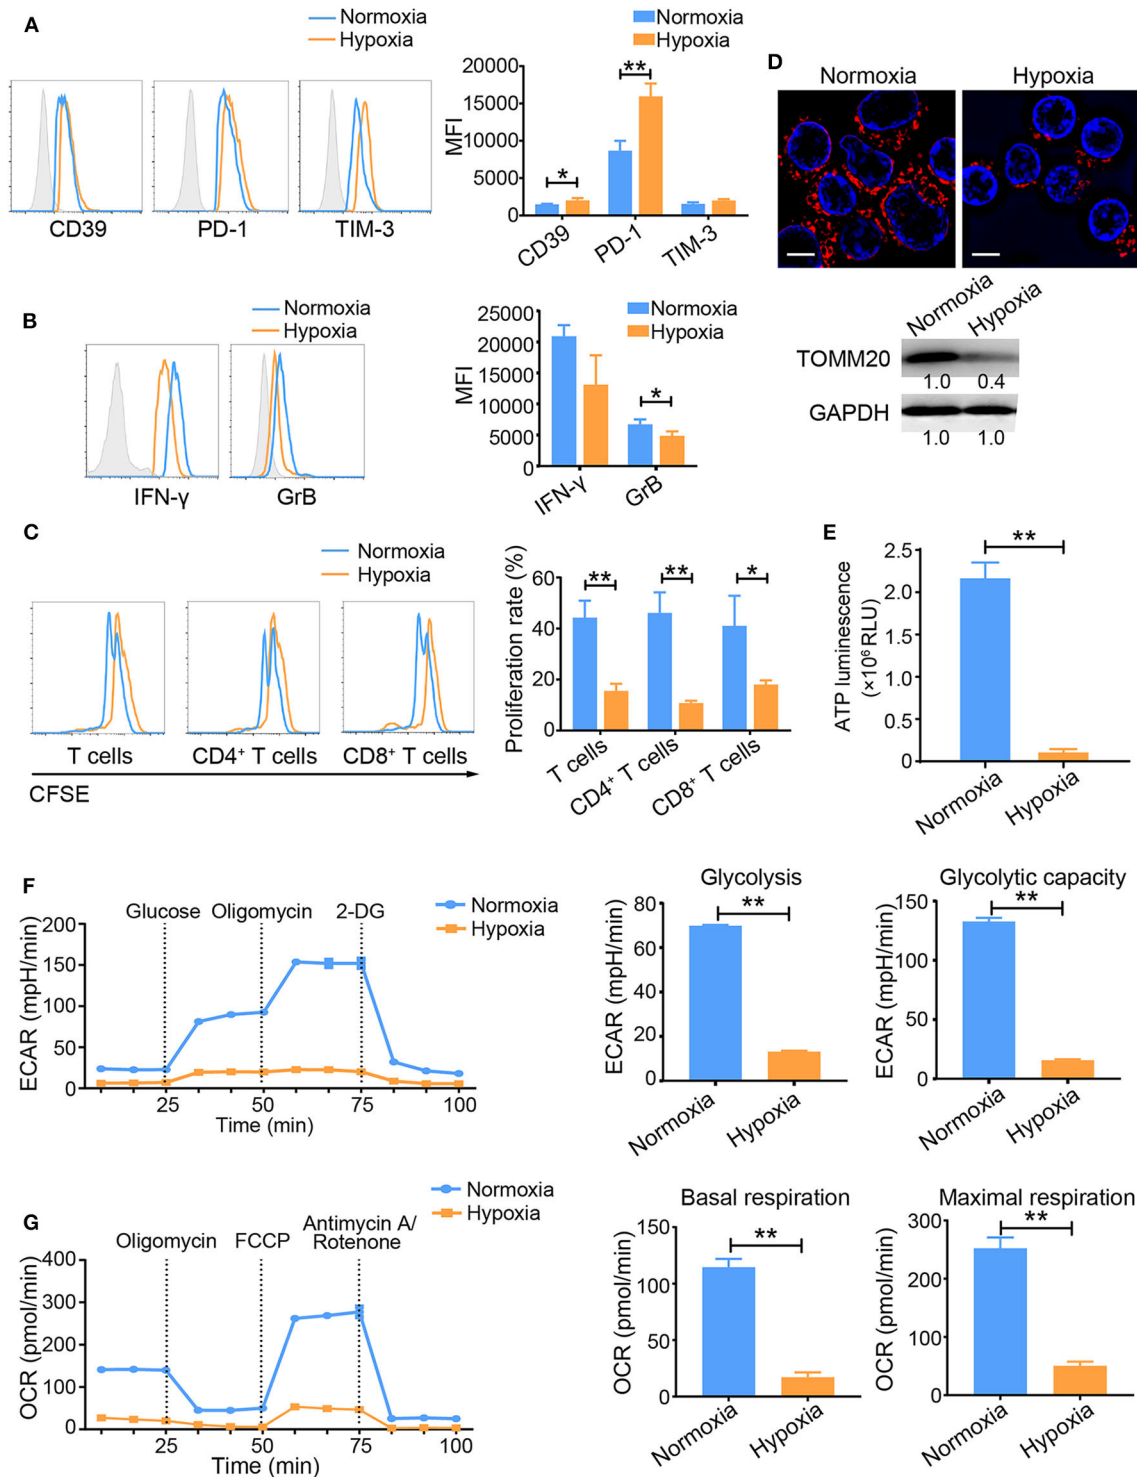 A
Normoxia
Hypoxia
CD39
PD-1
TIM-3
Normoxia
Hypoxia
MFI
20000
15000
10000
5000
0
*
**
CD39
PD-1
TIM-3
B
Normoxia
Hypoxia
IFN-γ
GrB
Normoxia
Hypoxia
MFI
25000
20000
15000
10000
5000
0
*
IFN-γ
GrB
C
Normoxia
Hypoxia
T cells
CD4+ T cells
CD8+ T cells
CFSE
Proliferation rate (%)
60
40
20
0
**
**
*
T cells
CD4+ T cells
CD8+ T cells
D
Normoxia
Hypoxia
Normoxia
Hypoxia
TOMM20
1.0
0.4
GAPDH
1.0
1.0
E
ATP luminescence
(×10⁶ RLU)
2.5
2.0
1.5
1.0
0.5
0
**
Normoxia
Hypoxia
F
Glucose
Oligomycin
2-DG
Normoxia
Hypoxia
ECAR (mpH/min)
200
150
100
50
0
25
50
75
100
Time (min)
Glycolysis
ECAR (mpH/min)
80
60
40
20
0
**
Normoxia
Hypoxia
Glycolytic capacity
ECAR (mpH/min)
150
100
50
0
**
Normoxia
Hypoxia
G
Normoxia
Hypoxia
Oligomycin
FCCP
Antimycin A/
Rotenone
OCR (pmol/min)
400
300
200
100
0
25
50
75
100
Time (min)
Basal respiration
OCR (pmol/min)
150
100
50
0
**
Normoxia
Hypoxia
Maximal respiration
OCR (pmol/min)
300
200
100
0
**
Normoxia
Hypoxia